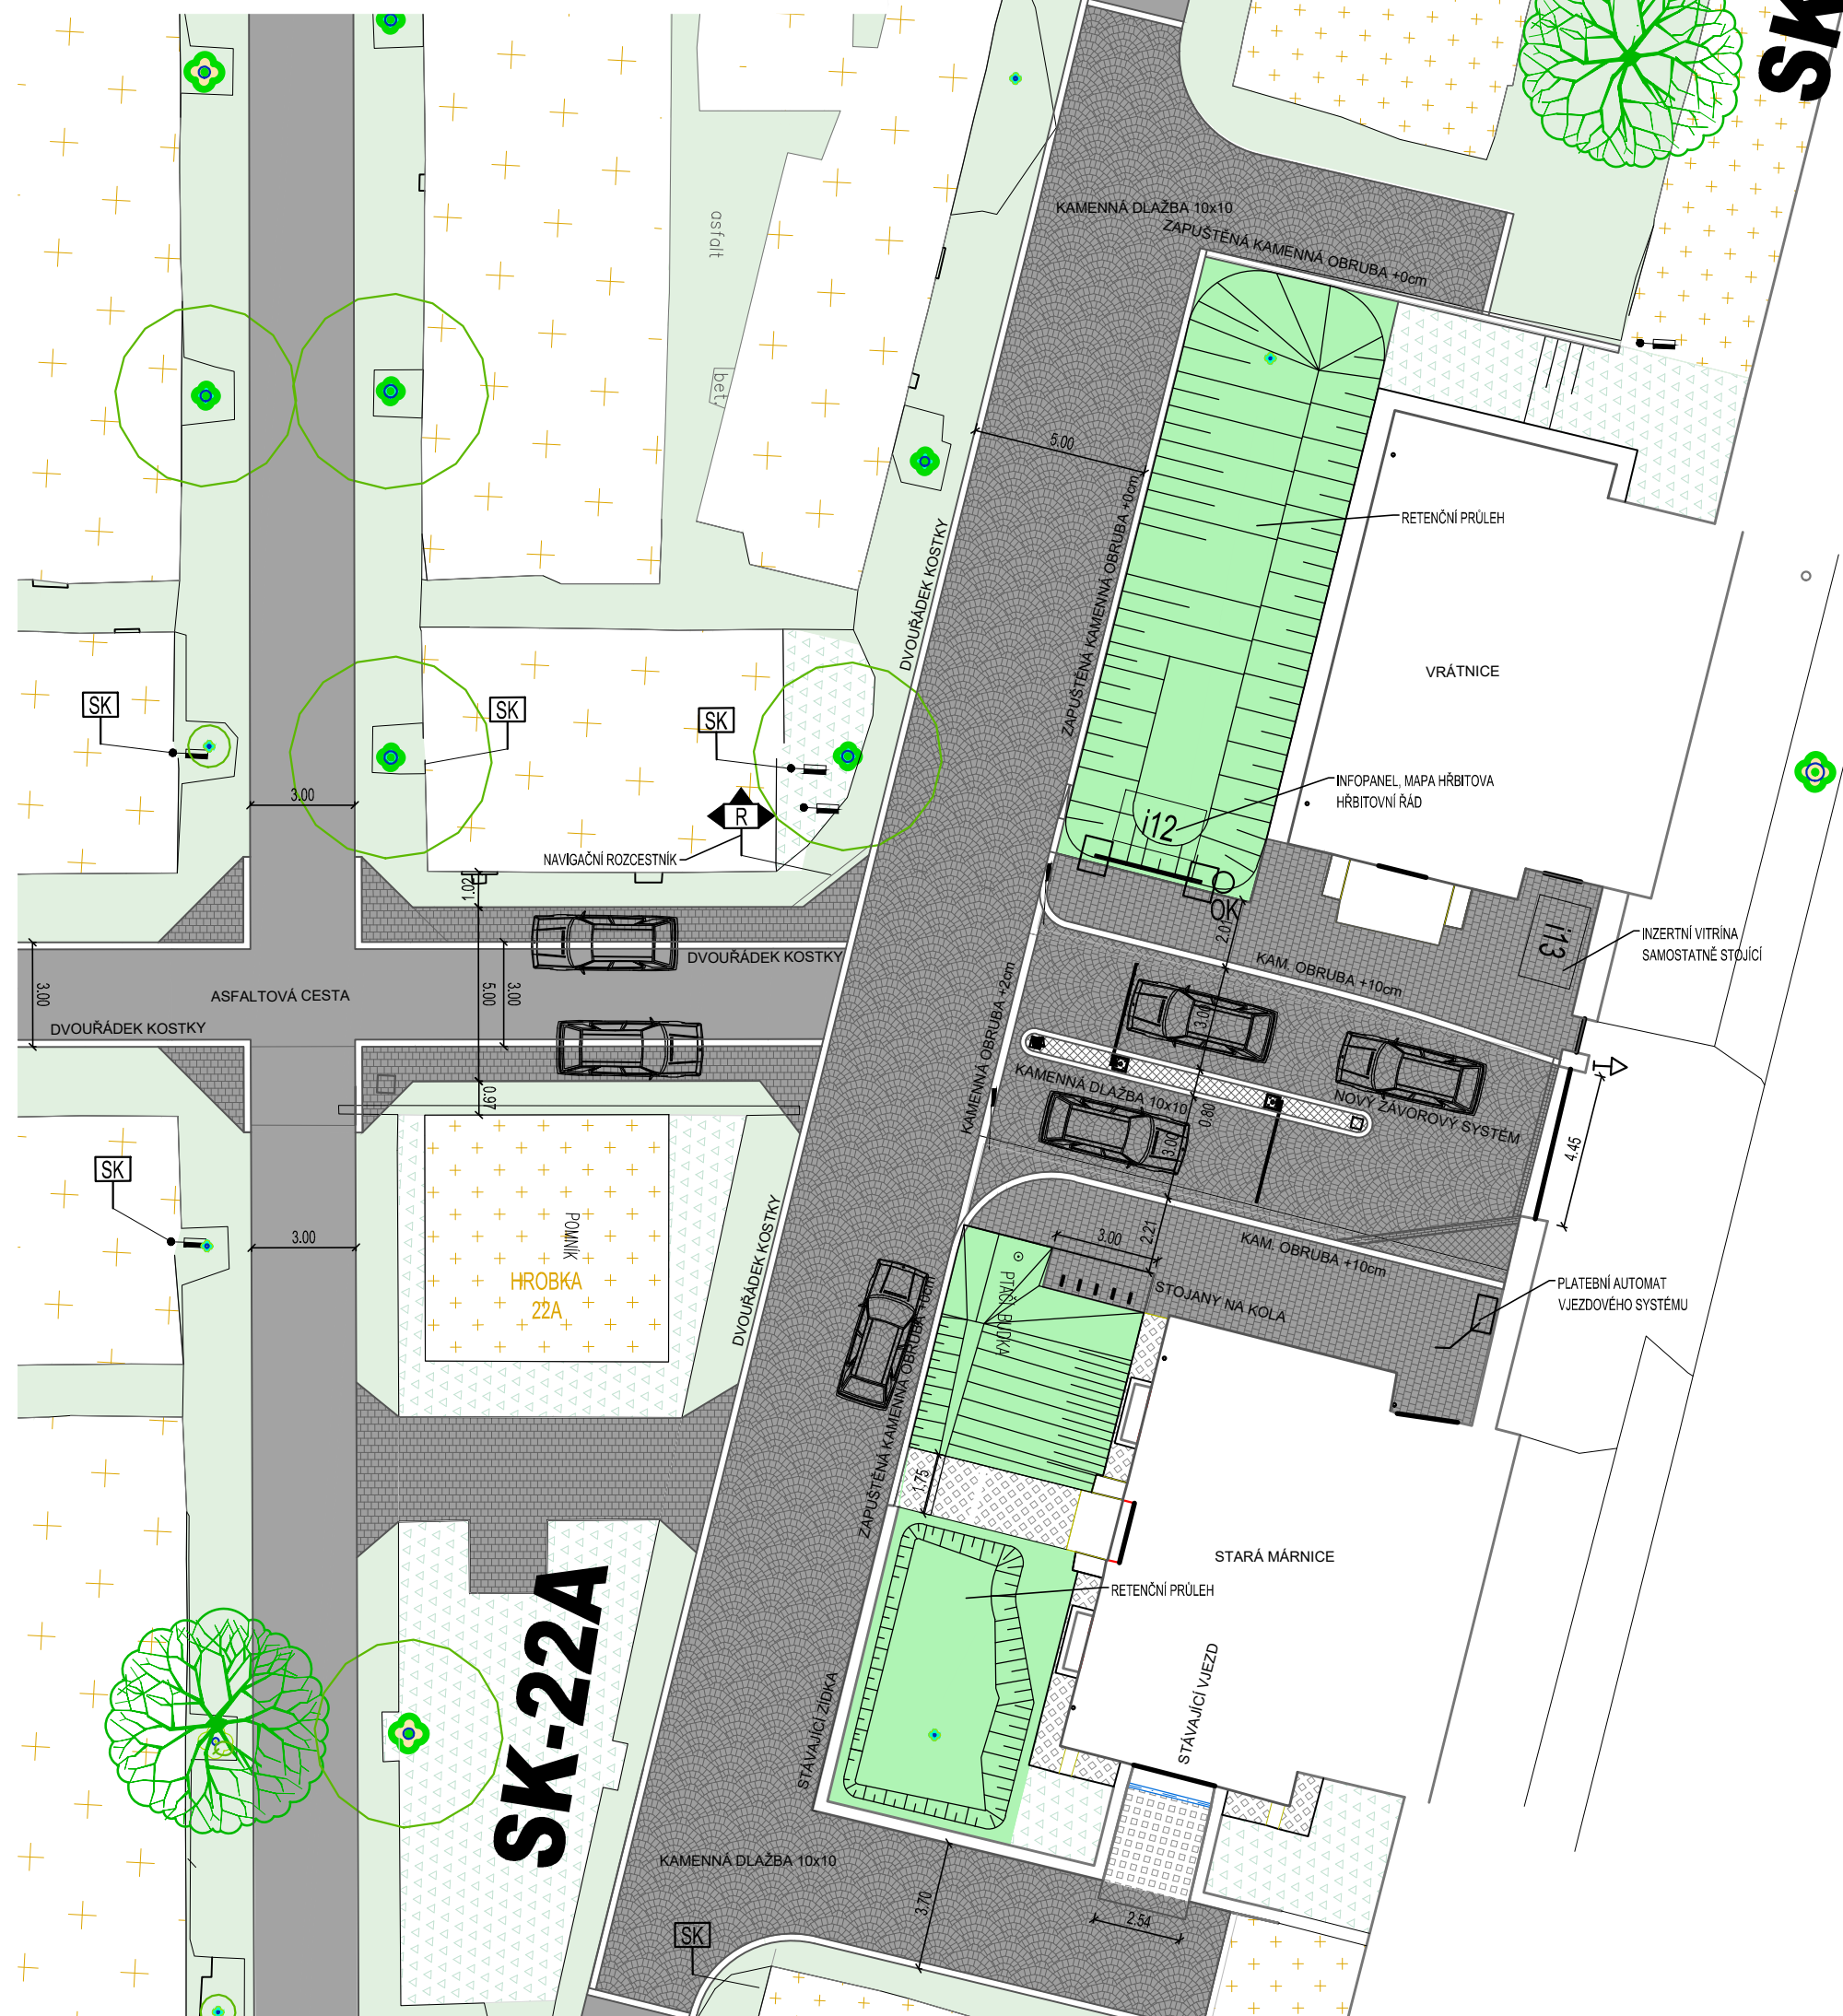 SK
KAMENNÁ DLAŽBA 10x10
ZAPUŠTĚNÁ KAMENNÁ OBRUBA +0cm
asfalt
bet.
5.00
DVOUŘÁDEK KOSTKY
ZAPUŠTĚNÁ KAMENNÁ OBRUBA +0cm
RETENČNÍ PRŮLEH
VRÁTNICE
SK
SK
SK
3.00
R
NAVIGAČNÍ ROZCESTNÍK
INFOPANEL, MAPA HŘBITOVA
HŘBITOVNÍ ŘÁD
i12
OK
2.01
1.02
i13
INZERTNÍ VITRÍNA
SAMOSTATNĚ STOJÍCÍ
DVOUŘÁDEK KOSTKY
KAM. OBRUBA +10cm
3.00
ASFALTOVÁ CESTA
5.00
3.00
DVOUŘÁDEK KOSTKY
KAMENNÁ OBRUBA +2cm
3.00
KAMENNÁ DLAŽBA 10x10
0.80
NOVÝ ZÁVOROVÝ SYSTÉM
4.45
0.97
3.00
SK
3.00
POMNÍK
HROBKA
22A
DVOUŘÁDEK KOSTKY
2.21
3.00
KAM. OBRUBA +10cm
STOJANY NA KOLA
PTAČÍ BUDKA
PLATEBNÍ AUTOMAT
VJEZDOVÉHO SYSTÉMU
ZAPUŠTĚNÁ KAMENNÁ OBRUBA +0cm
1.75
STARÁ MÁRNICE
RETENČNÍ PRŮLEH
SK-22A
STÁVAJÍCÍ ZÍDKA
STÁVAJÍCÍ VJEZD
KAMENNÁ DLAŽBA 10x10
3.70
2.54
SK